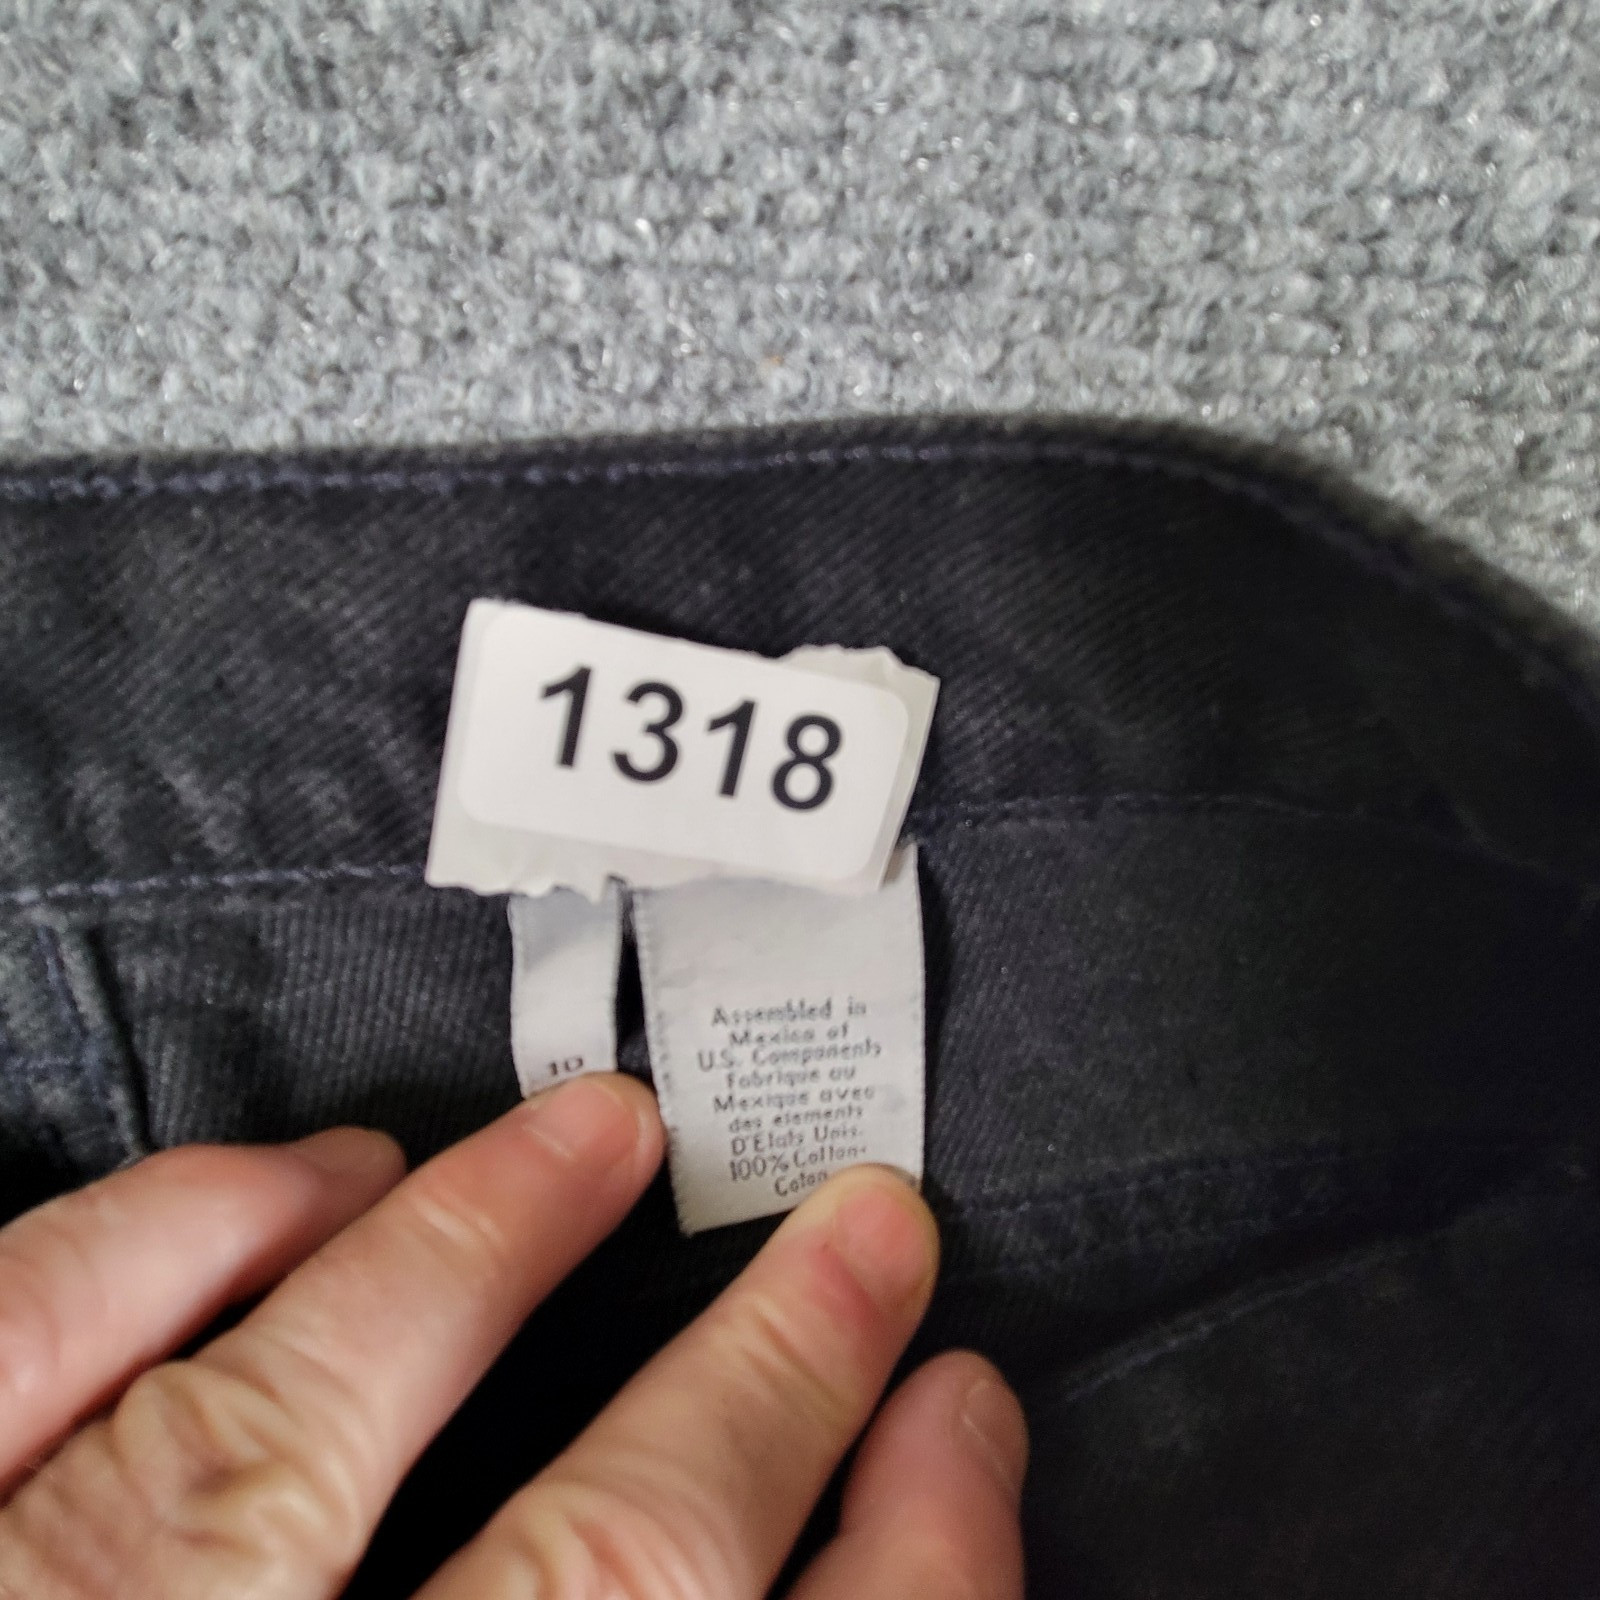 1318
10
Assembled in
Mexico of
U.S. Components
Fabrique au
Mexique avec
des elements
D'Etats Unis.
100% Cotton-
Coton